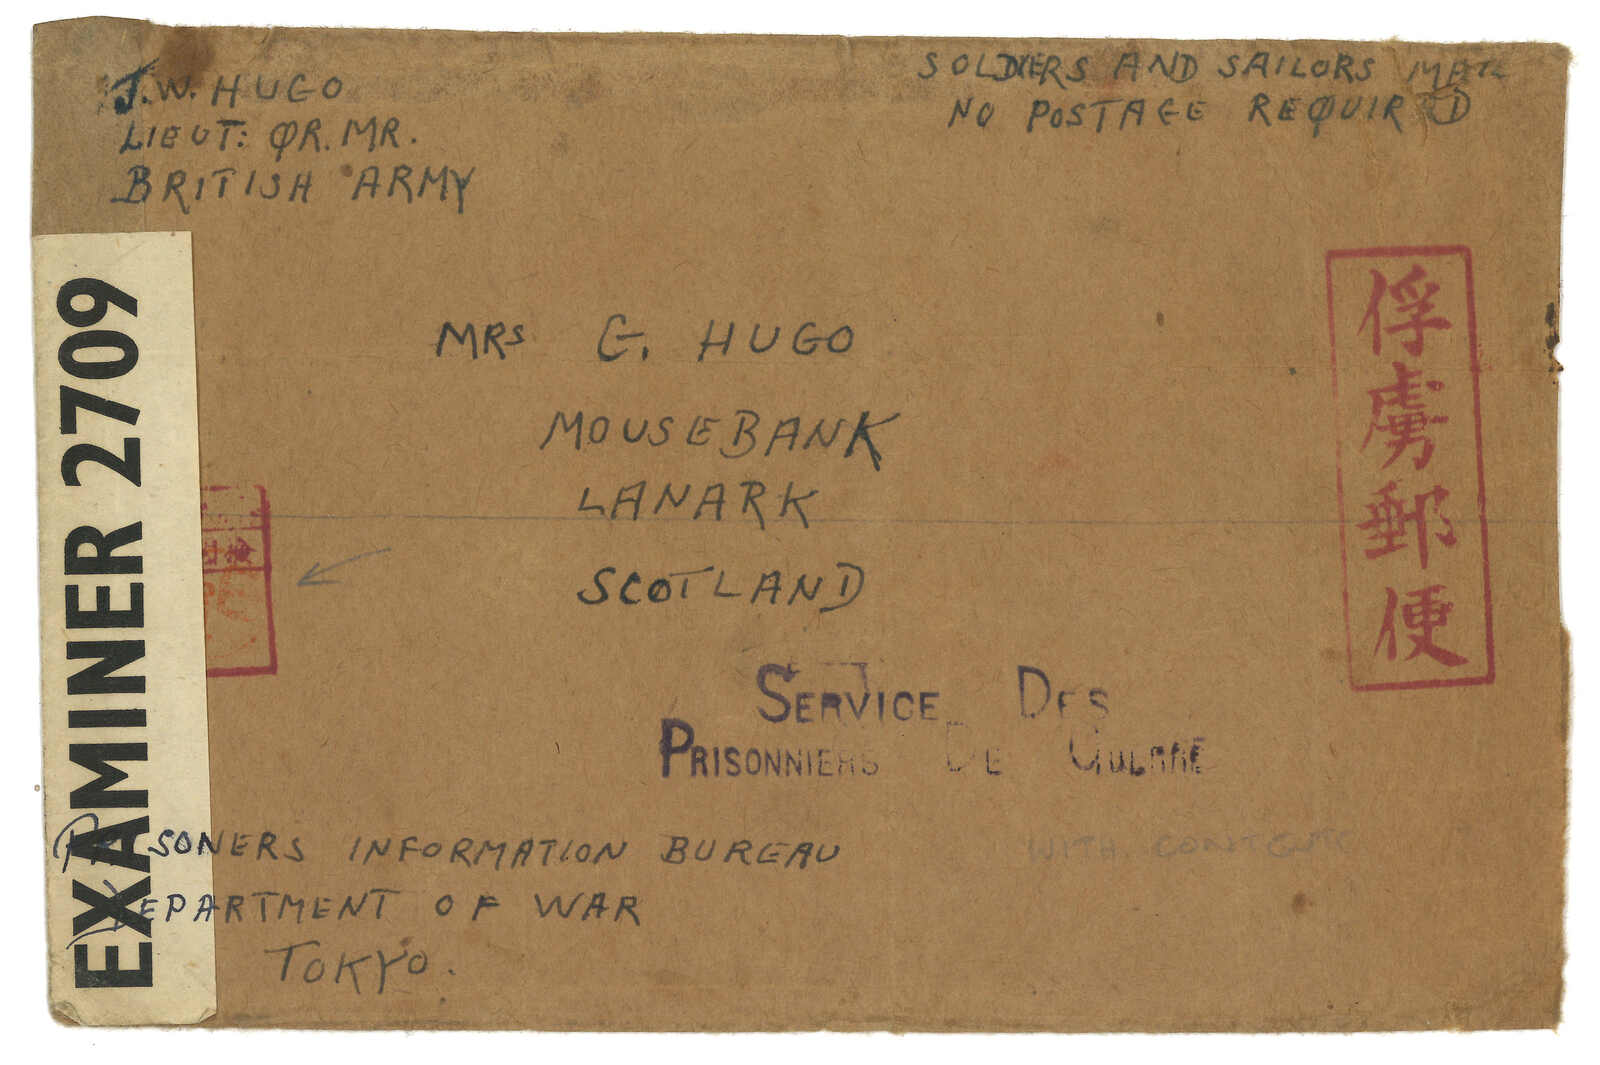 J.W. HUGO
LIEUT: QR. MR.
BRITISH ARMY
SOLDIERS AND SAILORS MAIL
NO POSTAGE REQUIRED
EXAMINER 2709
MRS G. HUGO
MOUSEBANK
LANARK
SCOTLAND
俘虜郵便
SERVICE DES
PRISONNIERS DE GUERRE
PRISONERS INFORMATION BUREAU
DEPARTMENT OF WAR
TOKYO.
WITH CONTENTS